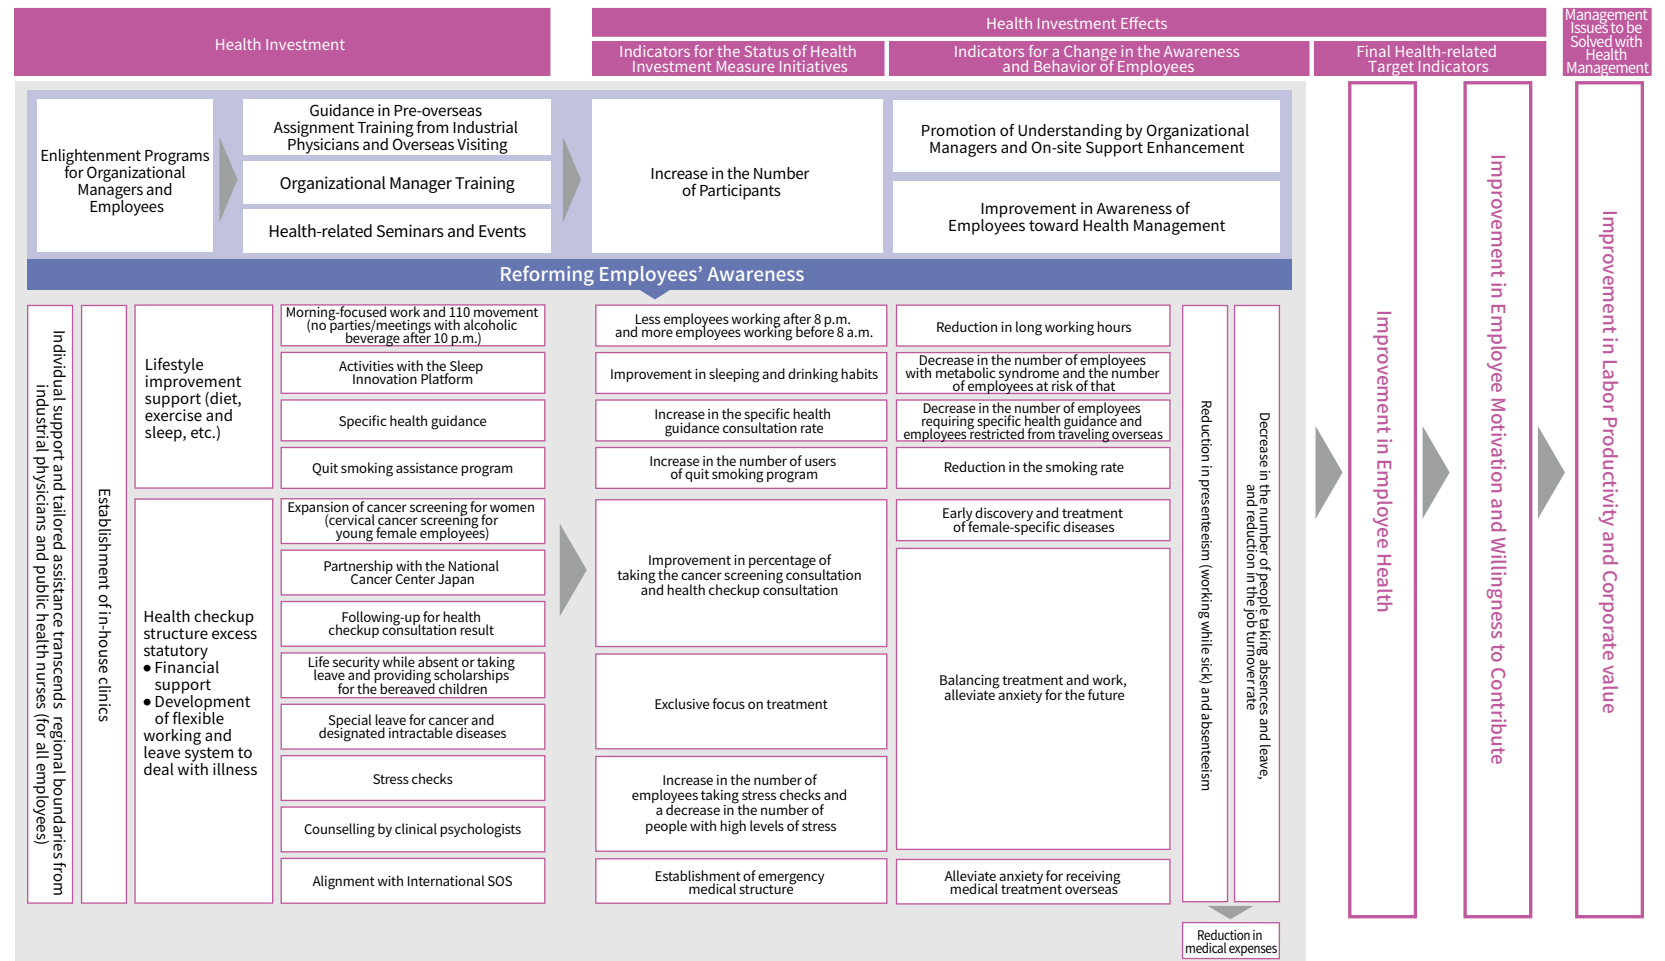 Health Investment
Health Investment Effects
Management
Issues to be
Solved with
Health
Management
Indicators for the Status of Health
Investment Measure Initiatives
Indicators for a Change in the Awareness
and Behavior of Employees
Final Health-related
Target Indicators
Enlightenment Programs
for Organizational
Managers and
Employees
Guidance in Pre-overseas
Assignment Training from Industrial
Physicians and Overseas Visiting
Organizational Manager Training
Health-related Seminars and Events
Increase in the Number
of Participants
Promotion of Understanding by Organizational
Managers and On-site Support Enhancement
Improvement in Awareness of
Employees toward Health Management
Reforming Employees’ Awareness
Individual support and tailored assistance transcends regional boundaries from
industrial physicians and public health nurses (for all employees)
Establishment of in-house clinics
Lifestyle
improvement
support (diet,
exercise and
sleep, etc.)
Morning-focused work and 110 movement
(no parties/meetings with alcoholic
beverage after 10 p.m.)
Activities with the Sleep
Innovation Platform
Specific health guidance
Quit smoking assistance program
Less employees working after 8 p.m.
and more employees working before 8 a.m.
Improvement in sleeping and drinking habits
Increase in the specific health
guidance consultation rate
Increase in the number of users
of quit smoking program
Reduction in long working hours
Decrease in the number of employees
with metabolic syndrome and the number
of employees at risk of that
Decrease in the number of employees
requiring specific health guidance and
employees restricted from traveling overseas
Reduction in the smoking rate
Health checkup
structure excess
statutory
● Financial
support
● Development
of flexible
working and
leave system to
deal with illness
Expansion of cancer screening for women
(cervical cancer screening for
young female employees)
Partnership with the National
Cancer Center Japan
Following-up for health
checkup consultation result
Life security while absent or taking
leave and providing scholarships
for the bereaved children
Special leave for cancer and
designated intractable diseases
Stress checks
Counselling by clinical psychologists
Alignment with International SOS
Improvement in percentage of
taking the cancer screening consultation
and health checkup consultation
Exclusive focus on treatment
Increase in the number of
employees taking stress checks and
a decrease in the number of
people with high levels of stress
Establishment of emergency
medical structure
Early discovery and treatment
of female-specific diseases
Balancing treatment and work,
alleviate anxiety for the future
Alleviate anxiety for receiving
medical treatment overseas
Reduction in presenteeism (working while sick) and absenteeism
Decrease in the number of people taking absences and leave,
and reduction in the job turnover rate
Reduction in
medical expenses
Improvement in Employee Health
Improvement in Employee Motivation and Willingness to Contribute
Improvement in Labor Productivity and Corporate value